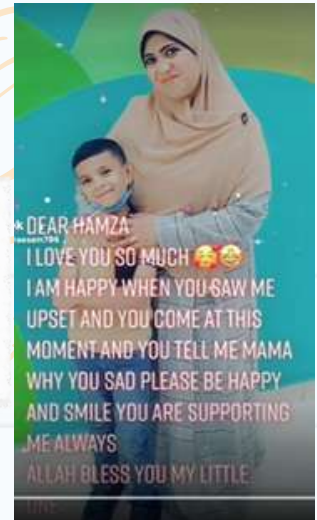 DEAR HAMZA
I LOVE YOU SO MUCH 🥰🤩
I AM HAPPY WHEN YOU SAW ME
UPSET AND YOU COME AT THIS
MOMENT AND YOU TELL ME MAMA
WHY YOU SAD PLEASE BE HAPPY
AND SMILE YOU ARE SUPPORTING
ME ALWAYS
ALLAH BLESS YOU MY LITTLE
ONE